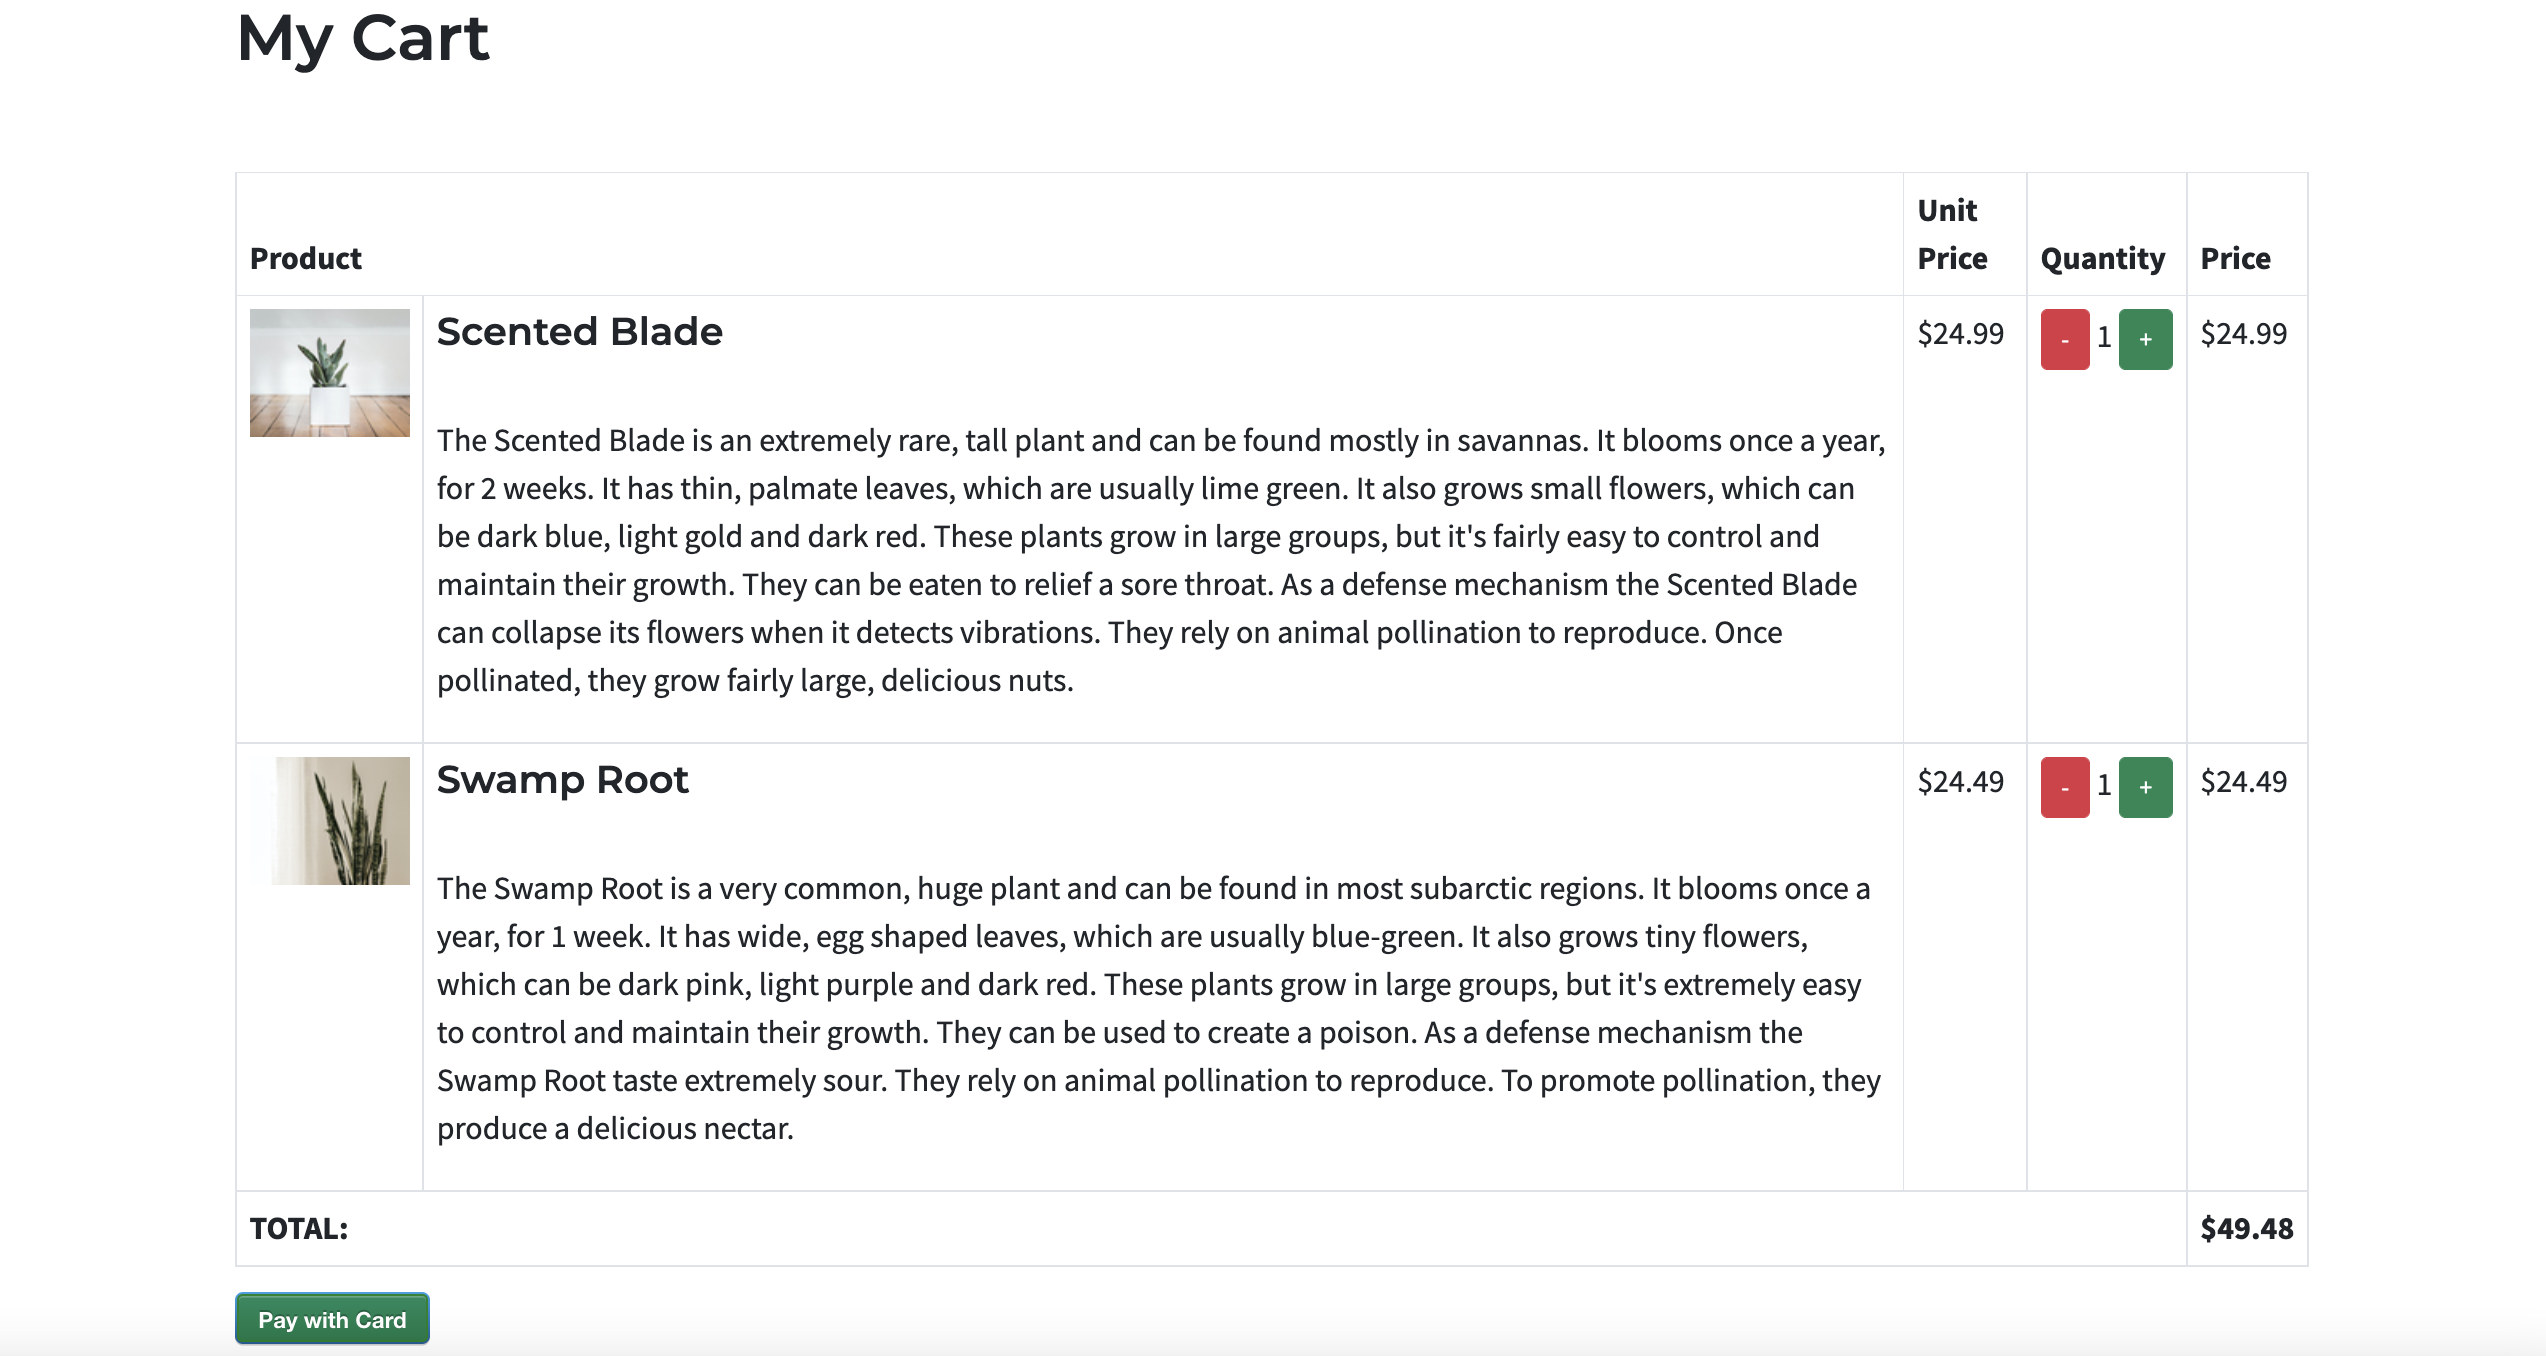 My Cart
Product
Unit
Price
Quantity
Price
Scented Blade
$24.99
- 1 +
$24.99
The Scented Blade is an extremely rare, tall plant and can be found mostly in savannas. It blooms once a year,
for 2 weeks. It has thin, palmate leaves, which are usually lime green. It also grows small flowers, which can
be dark blue, light gold and dark red. These plants grow in large groups, but it's fairly easy to control and
maintain their growth. They can be eaten to relief a sore throat. As a defense mechanism the Scented Blade
can collapse its flowers when it detects vibrations. They rely on animal pollination to reproduce. Once
pollinated, they grow fairly large, delicious nuts.
Swamp Root
$24.49
- 1 +
$24.49
The Swamp Root is a very common, huge plant and can be found in most subarctic regions. It blooms once a
year, for 1 week. It has wide, egg shaped leaves, which are usually blue-green. It also grows tiny flowers,
which can be dark pink, light purple and dark red. These plants grow in large groups, but it's extremely easy
to control and maintain their growth. They can be used to create a poison. As a defense mechanism the
Swamp Root taste extremely sour. They rely on animal pollination to reproduce. To promote pollination, they
produce a delicious nectar.
TOTAL:
$49.48
Pay with Card